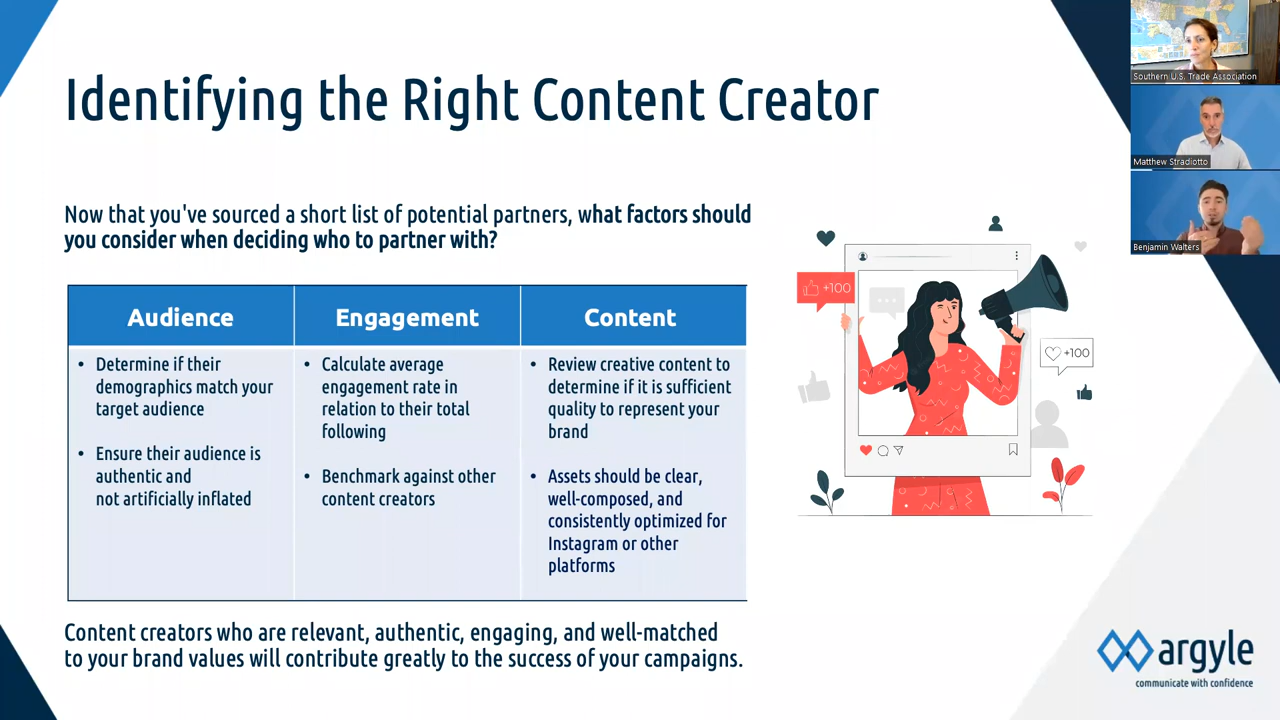 Identifying the Right Content Creator
Now that you've sourced a short list of potential partners, what factors should
you consider when deciding who to partner with?
Audience
Engagement
Content
• Determine if their
demographics match your
target audience
• Ensure their audience is
authentic and
not artificially inflated
• Calculate average
engagement rate in
relation to their total
following
• Benchmark against other
content creators
• Review creative content to
determine if it is sufficient
quality to represent your
brand
• Assets should be clear,
well-composed, and
consistently optimized for
Instagram or other
platforms
Content creators who are relevant, authentic, engaging, and well-matched
to your brand values will contribute greatly to the success of your campaigns.
+100
+100
Southern U.S. Trade Association
Matthew Stradiotto
Benjamin Walters
argyle
communicate with confidence